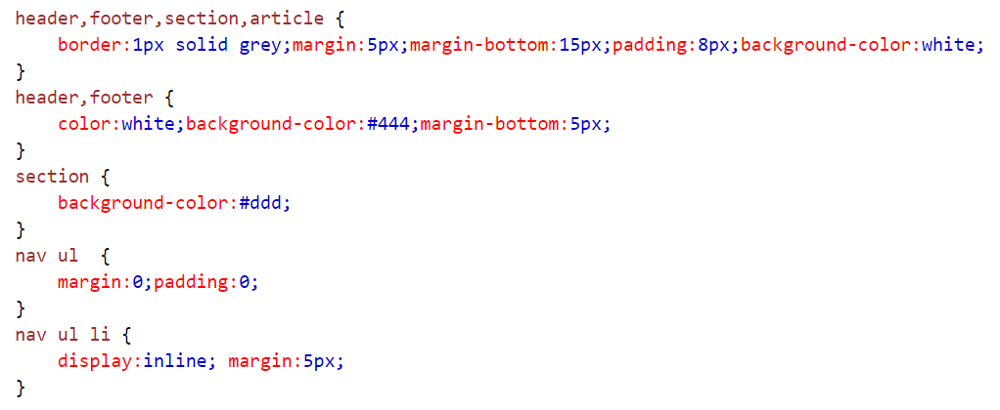 header,footer,section,article {
    border:1px solid grey;margin:5px;margin-bottom:15px;padding:8px;background-color:white;
}
header,footer {
    color:white;background-color:#444;margin-bottom:5px;
}
section {
    background-color:#ddd;
}
nav ul  {
    margin:0;padding:0;
}
nav ul li {
    display:inline; margin:5px;
}